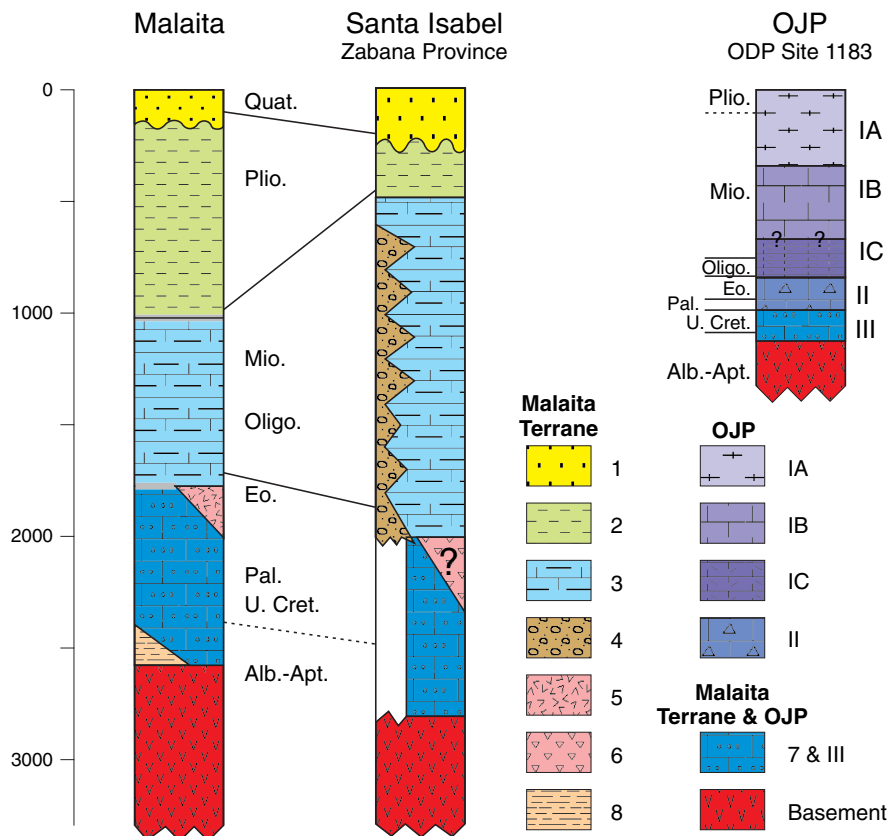 Malaita
Santa Isabel
Zabana Province
OJP
ODP Site 1183
0
1000
2000
3000
Quat.
Plio.
Mio.
Oligo.
Eo.
Pal.
U. Cret.
Alb.-Apt.
?
Plio.
Mio.
? ?
Oligo.
Eo.
Pal.
U. Cret.
Alb.-Apt.
IA
IB
IC
II
III
Malaita
Terrane
1
2
3
4
5
6
8
OJP
IA
IB
IC
II
Malaita
Terrane & OJP
7 & III
Basement